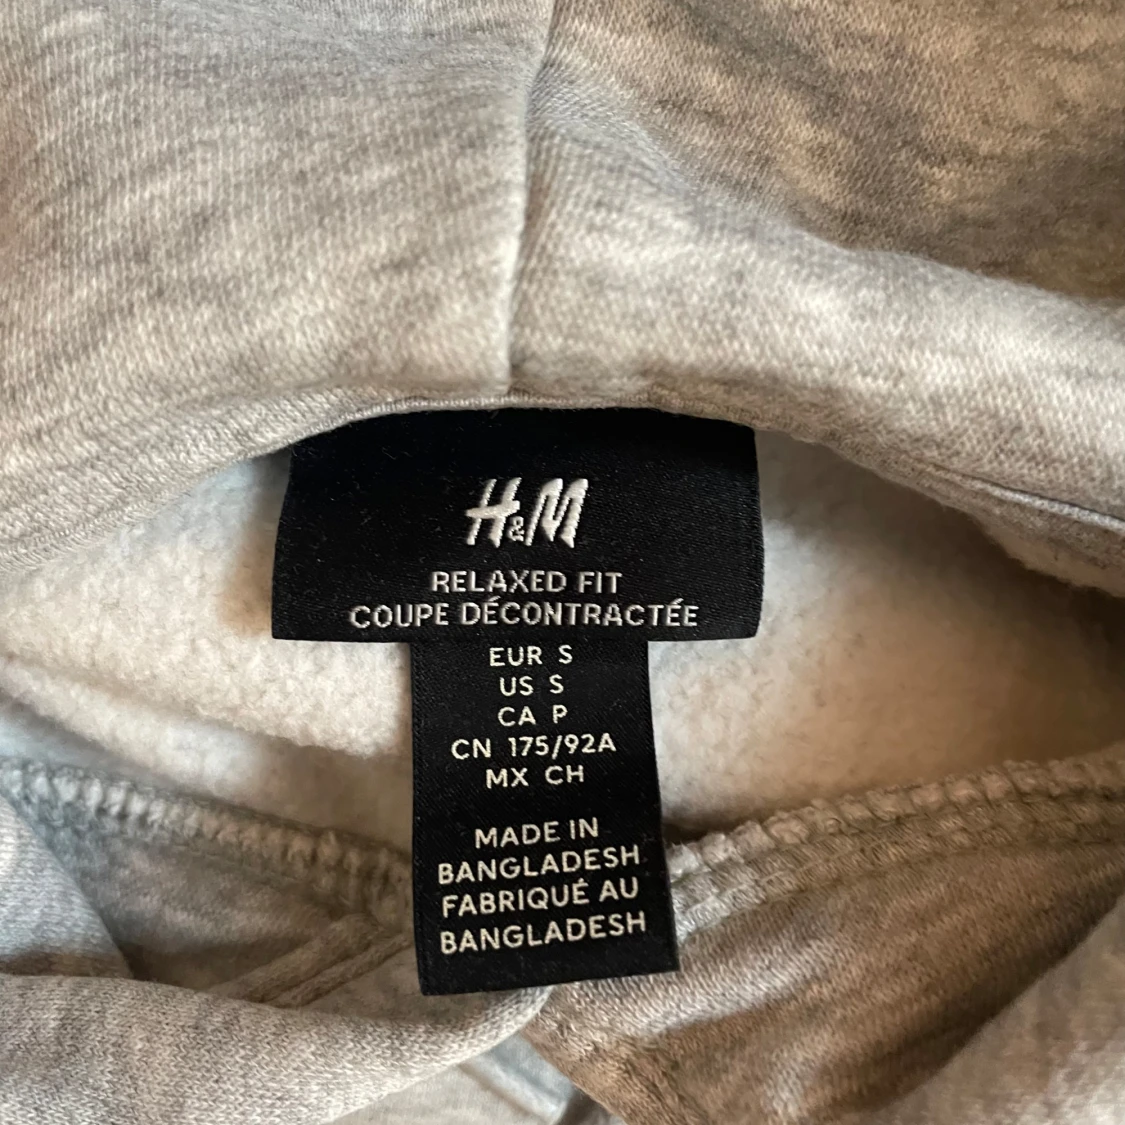 H&M
RELAXED FIT
COUPE DÉCONTRACTÉE
EUR S
US S
CA P
CN 175/92A
MX CH
MADE IN
BANGLADESH
FABRIQUÉ AU
BANGLADESH